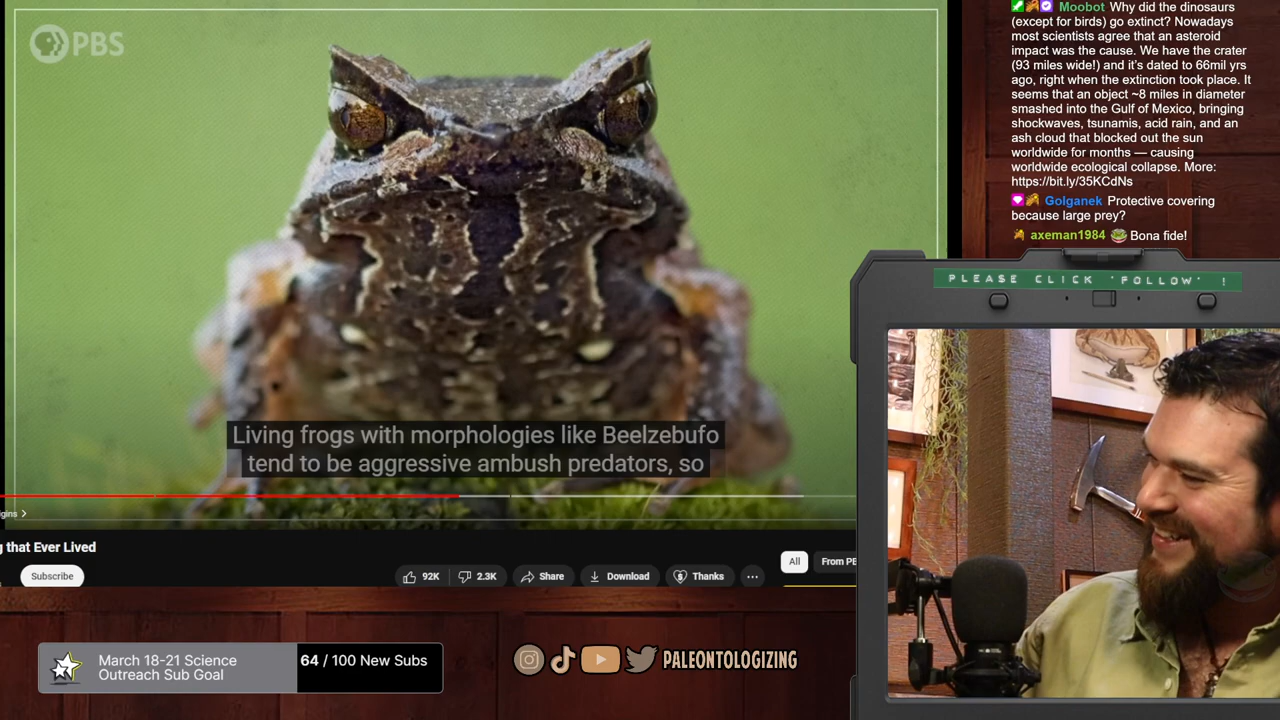 PBS
Living frogs with morphologies like Beelzebufo
tend to be aggressive ambush predators, so
gins >
g that Ever Lived
Subscribe
92K
2.3K
Share
Download
Thanks
...
All
From PB
March 18-21 Science
Outreach Sub Goal
64 / 100 New Subs
PALEONTOLOGIZING
Moobot Why did the dinosaurs
(except for birds) go extinct? Nowadays
most scientists agree that an asteroid
impact was the cause. We have the crater
(93 miles wide!) and it's dated to 66mil yrs
ago, right when the extinction took place. It
seems that an object ~8 miles in diameter
smashed into the Gulf of Mexico, bringing
shockwaves, tsunamis, acid rain, and an
ash cloud that blocked out the sun
worldwide for months — causing
worldwide ecological collapse. More:
https://bit.ly/35KCdNs
Golganek Protective covering
because large prey?
axeman1984 Bona fide!
PLEASE CLICK 'FOLLOW' !